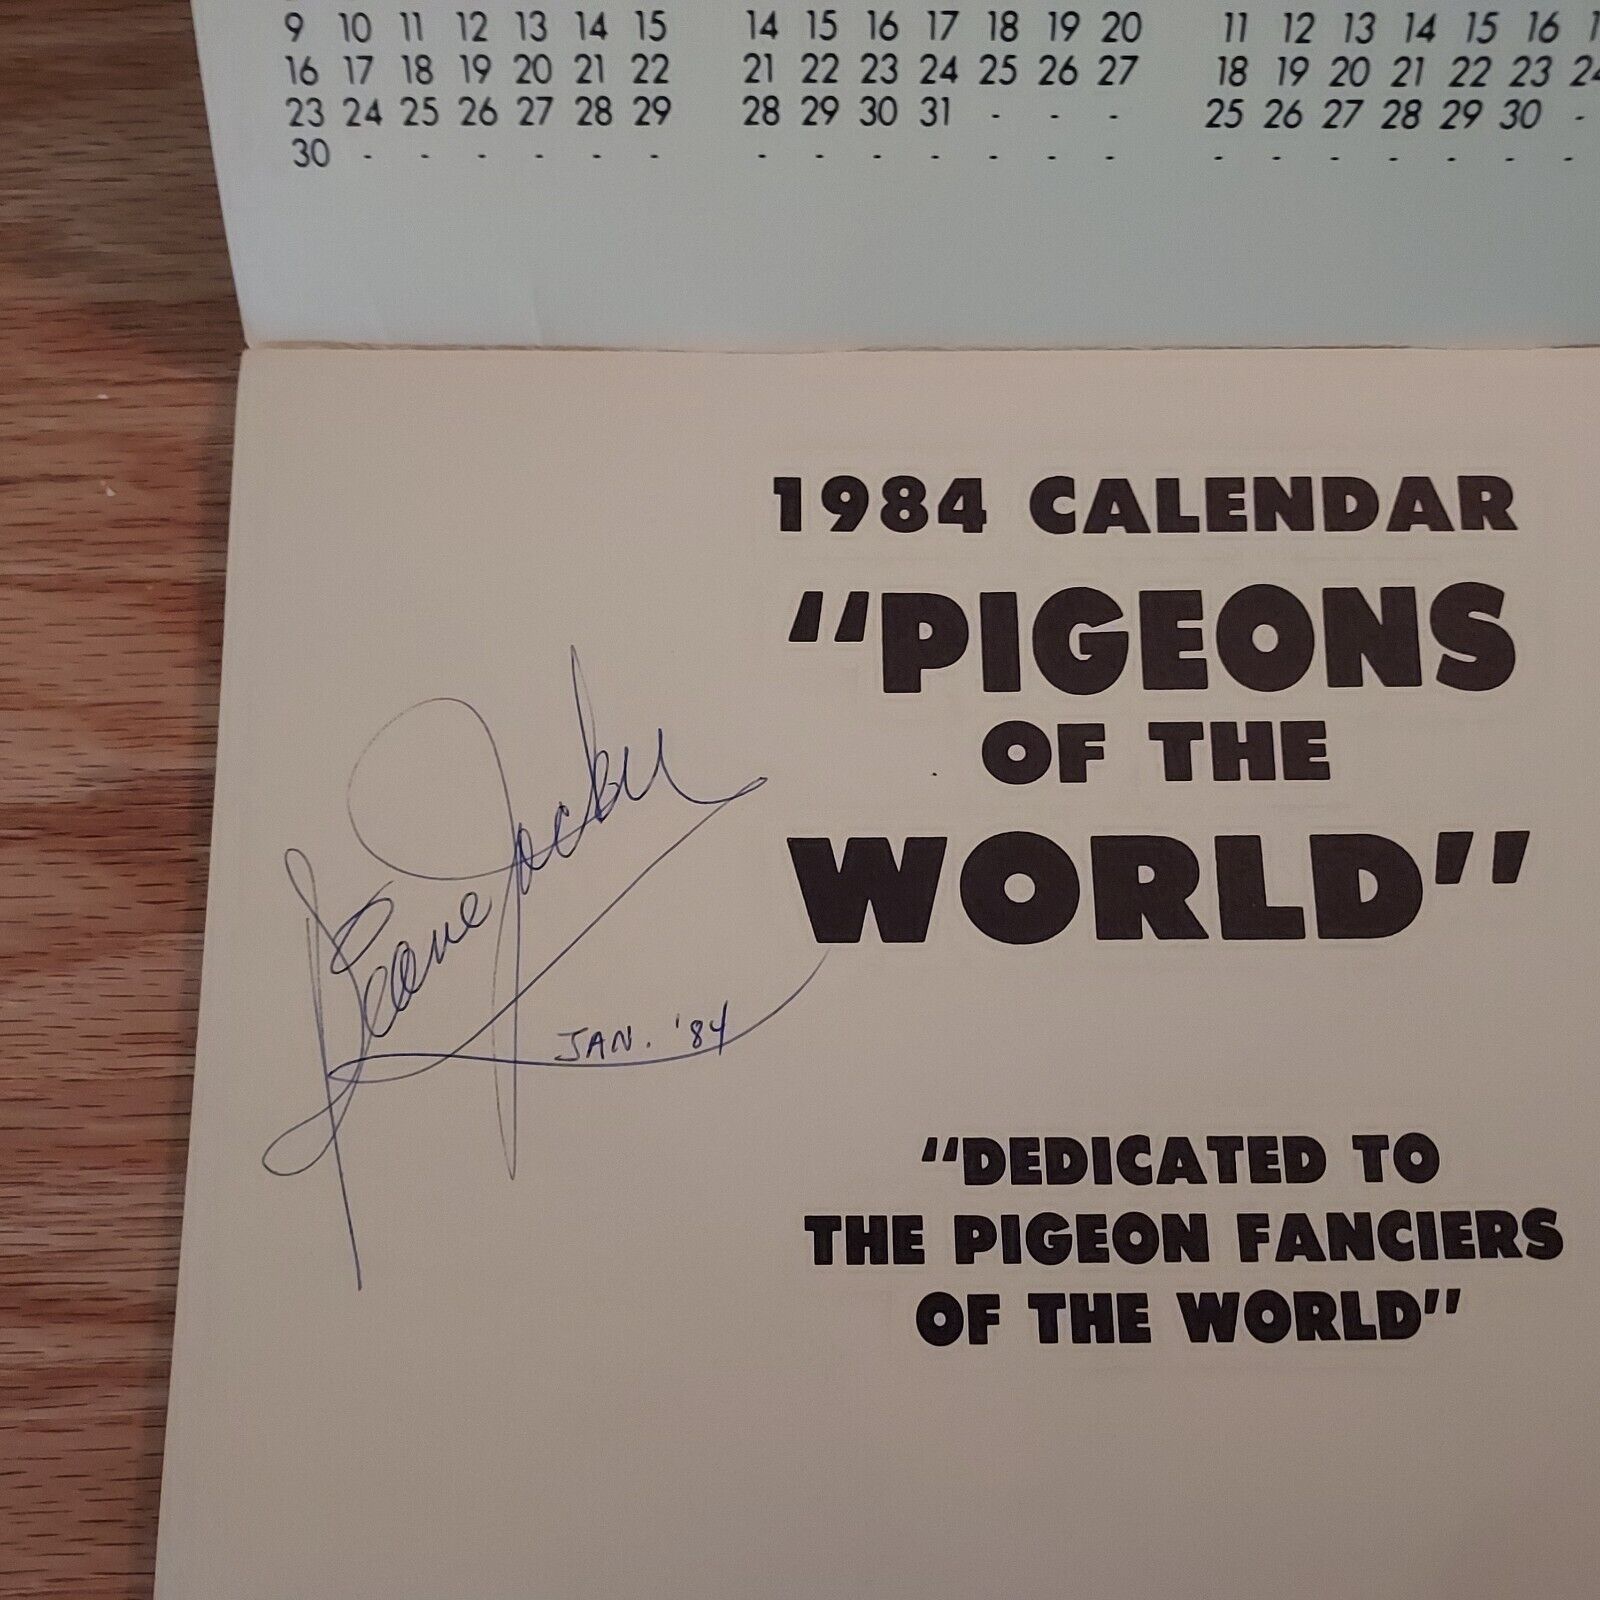 9 10 11 12 13 14 15 14 15 16 17 18 19 20 11 12 13 14 15 16
16 17 18 19 20 21 22 21 22 23 24 25 26 27 18 19 20 21 22 23 24
23 24 25 26 27 28 29 28 29 30 31 - - - 25 26 27 28 29 30 -
30 - - - - - - - - - - - - - - - - - - - -
1984 CALENDAR
"PIGEONS
OF THE
WORLD"
JAN. '84
"DEDICATED TO
THE PIGEON FANCIERS
OF THE WORLD"